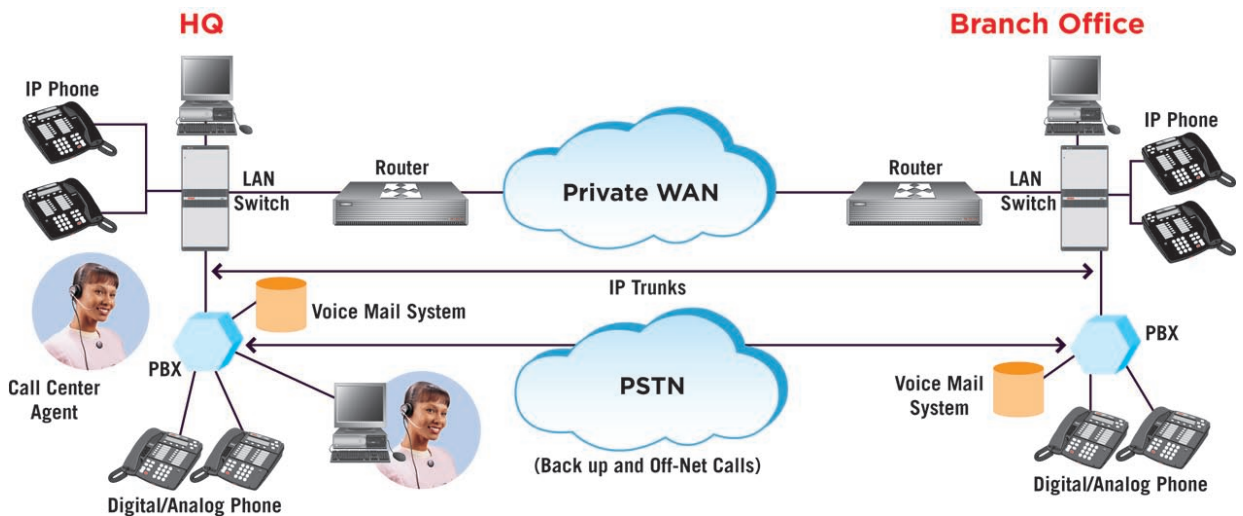 HQ
Branch Office
IP Phone
IP Phone
LAN
Switch
Router
Private WAN
Router
LAN
Switch
IP Trunks
Voice Mail System
PBX
Call Center
Agent
PSTN
(Back up and Off-Net Calls)
PBX
Voice Mail
System
Digital/Analog Phone
Digital/Analog Phone